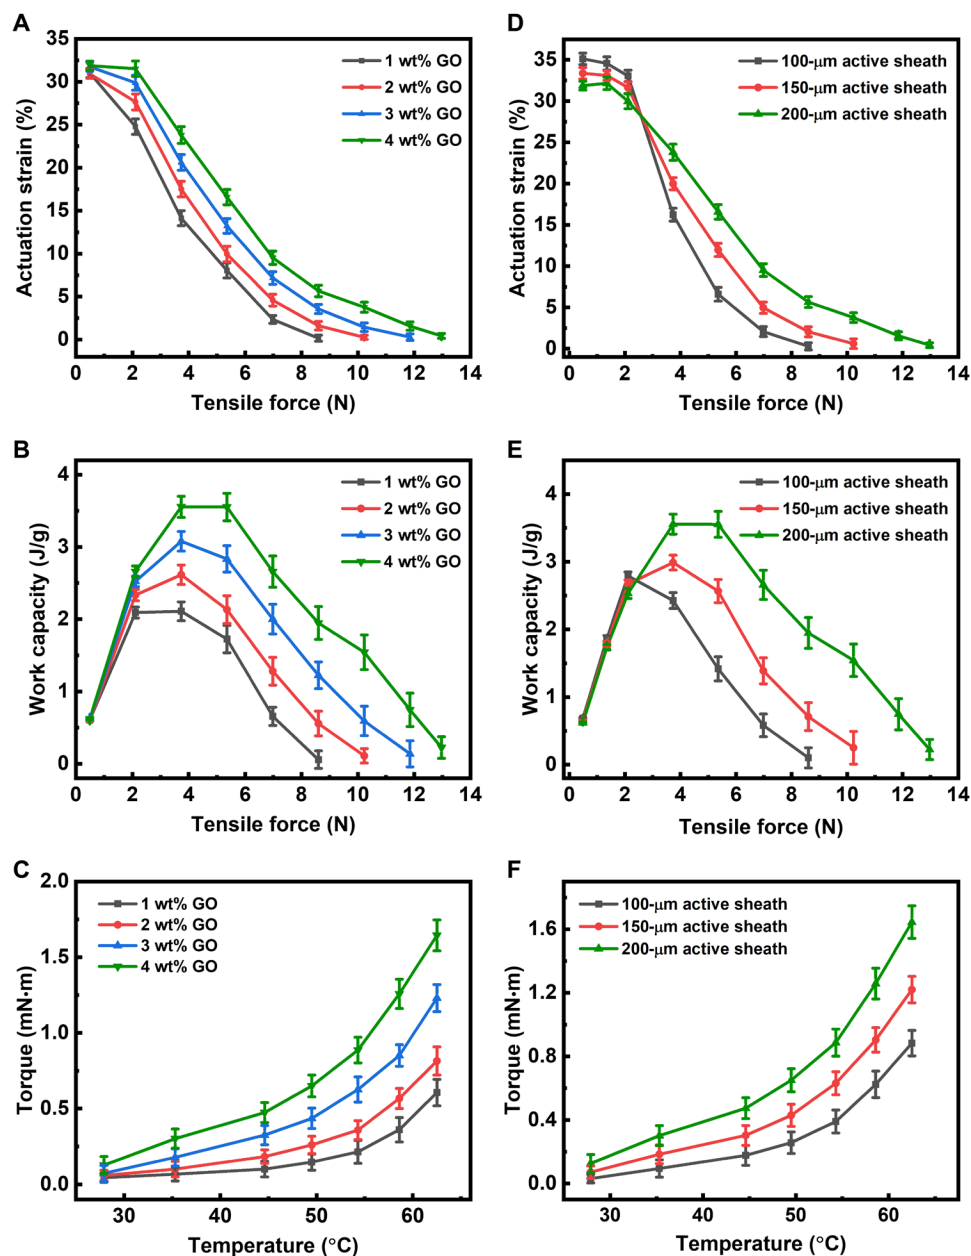 A
35
30
25
20
15
10
5
0
Actuation strain (%)
1 wt% GO
2 wt% GO
3 wt% GO
4 wt% GO
0 2 4 6 8 10 12 14
Tensile force (N)
D
35
30
25
20
15
10
5
0
Actuation strain (%)
100-μm active sheath
150-μm active sheath
200-μm active sheath
0 2 4 6 8 10 12 14
Tensile force (N)
B
4
3
2
1
0
Work capacity (J/g)
1 wt% GO
2 wt% GO
3 wt% GO
4 wt% GO
0 2 4 6 8 10 12 14
Tensile force (N)
E
4
3
2
1
0
Work capacity (J/g)
100-μm active sheath
150-μm active sheath
200-μm active sheath
0 2 4 6 8 10 12 14
Tensile force (N)
C
2.0
1.5
1.0
0.5
0.0
Torque (mN·m)
1 wt% GO
2 wt% GO
3 wt% GO
4 wt% GO
30 40 50 60
Temperature (°C)
F
1.6
1.2
0.8
0.4
0.0
Torque (mN·m)
100-μm active sheath
150-μm active sheath
200-μm active sheath
30 40 50 60
Temperature (°C)